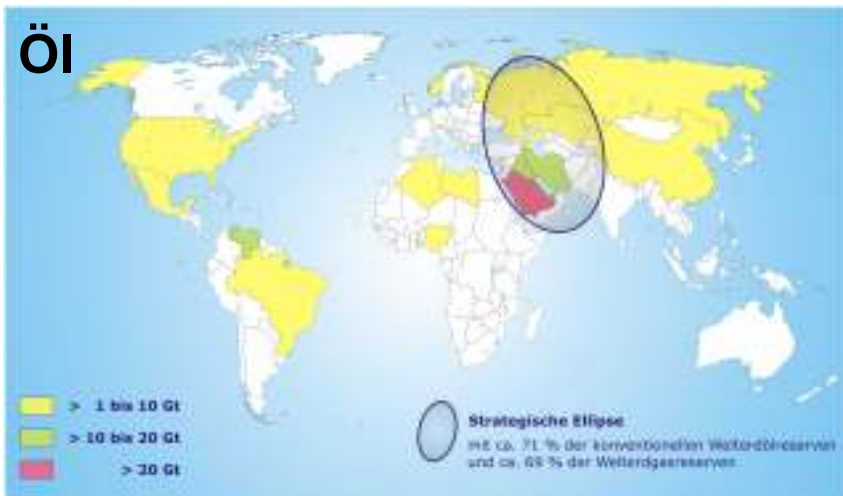 Öl
> 1 bis 10 Gt
> 10 bis 20 Gt
> 20 Gt
Strategische Ellipse
mit ca. 71 % der konventionellen Welterdölreserven
und ca. 69 % der Welterdgasreserven